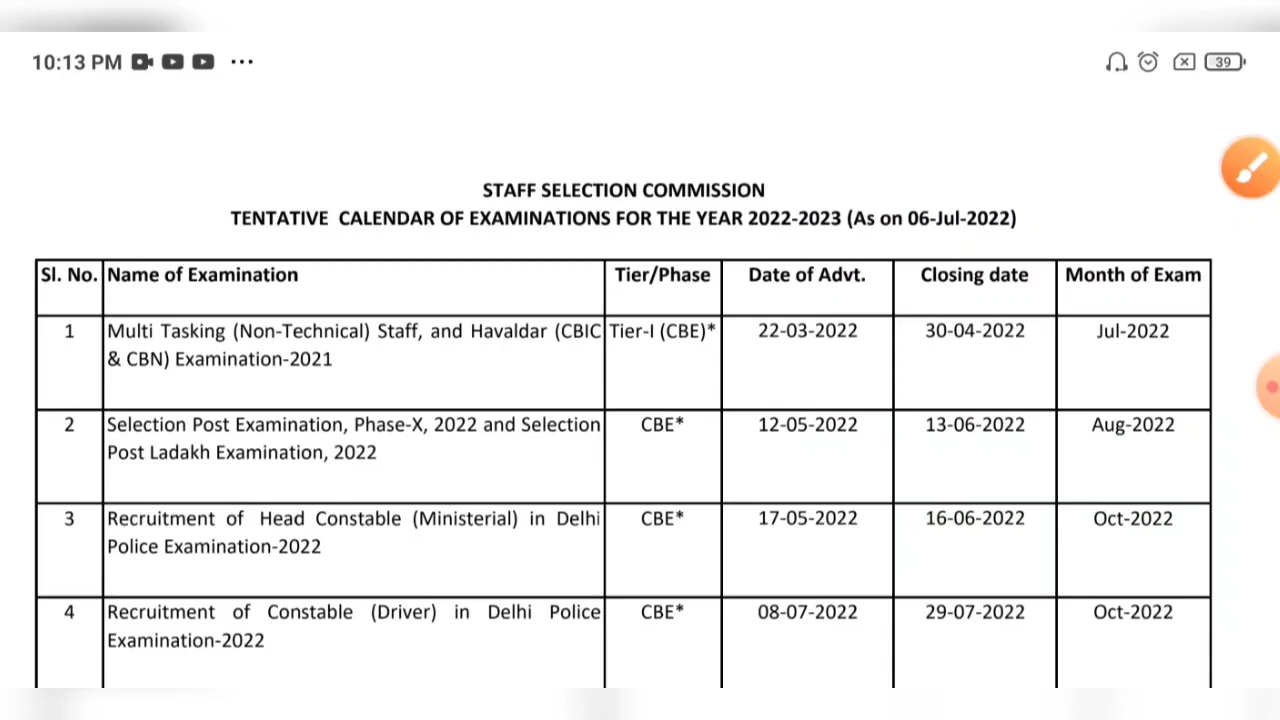 10:13 PM
39
STAFF SELECTION COMMISSION
TENTATIVE CALENDAR OF EXAMINATIONS FOR THE YEAR 2022-2023 (As on 06-Jul-2022)
Sl. No. Name of Examination Tier/Phase Date of Advt. Closing date Month of Exam
1 Multi Tasking (Non-Technical) Staff, and Havaldar (CBIC Tier-I (CBE)* 22-03-2022 30-04-2022 Jul-2022
& CBN) Examination-2021
2 Selection Post Examination, Phase-X, 2022 and Selection CBE* 12-05-2022 13-06-2022 Aug-2022
Post Ladakh Examination, 2022
3 Recruitment of Head Constable (Ministerial) in Delhi CBE* 17-05-2022 16-06-2022 Oct-2022
Police Examination-2022
4 Recruitment of Constable (Driver) in Delhi Police CBE* 08-07-2022 29-07-2022 Oct-2022
Examination-2022